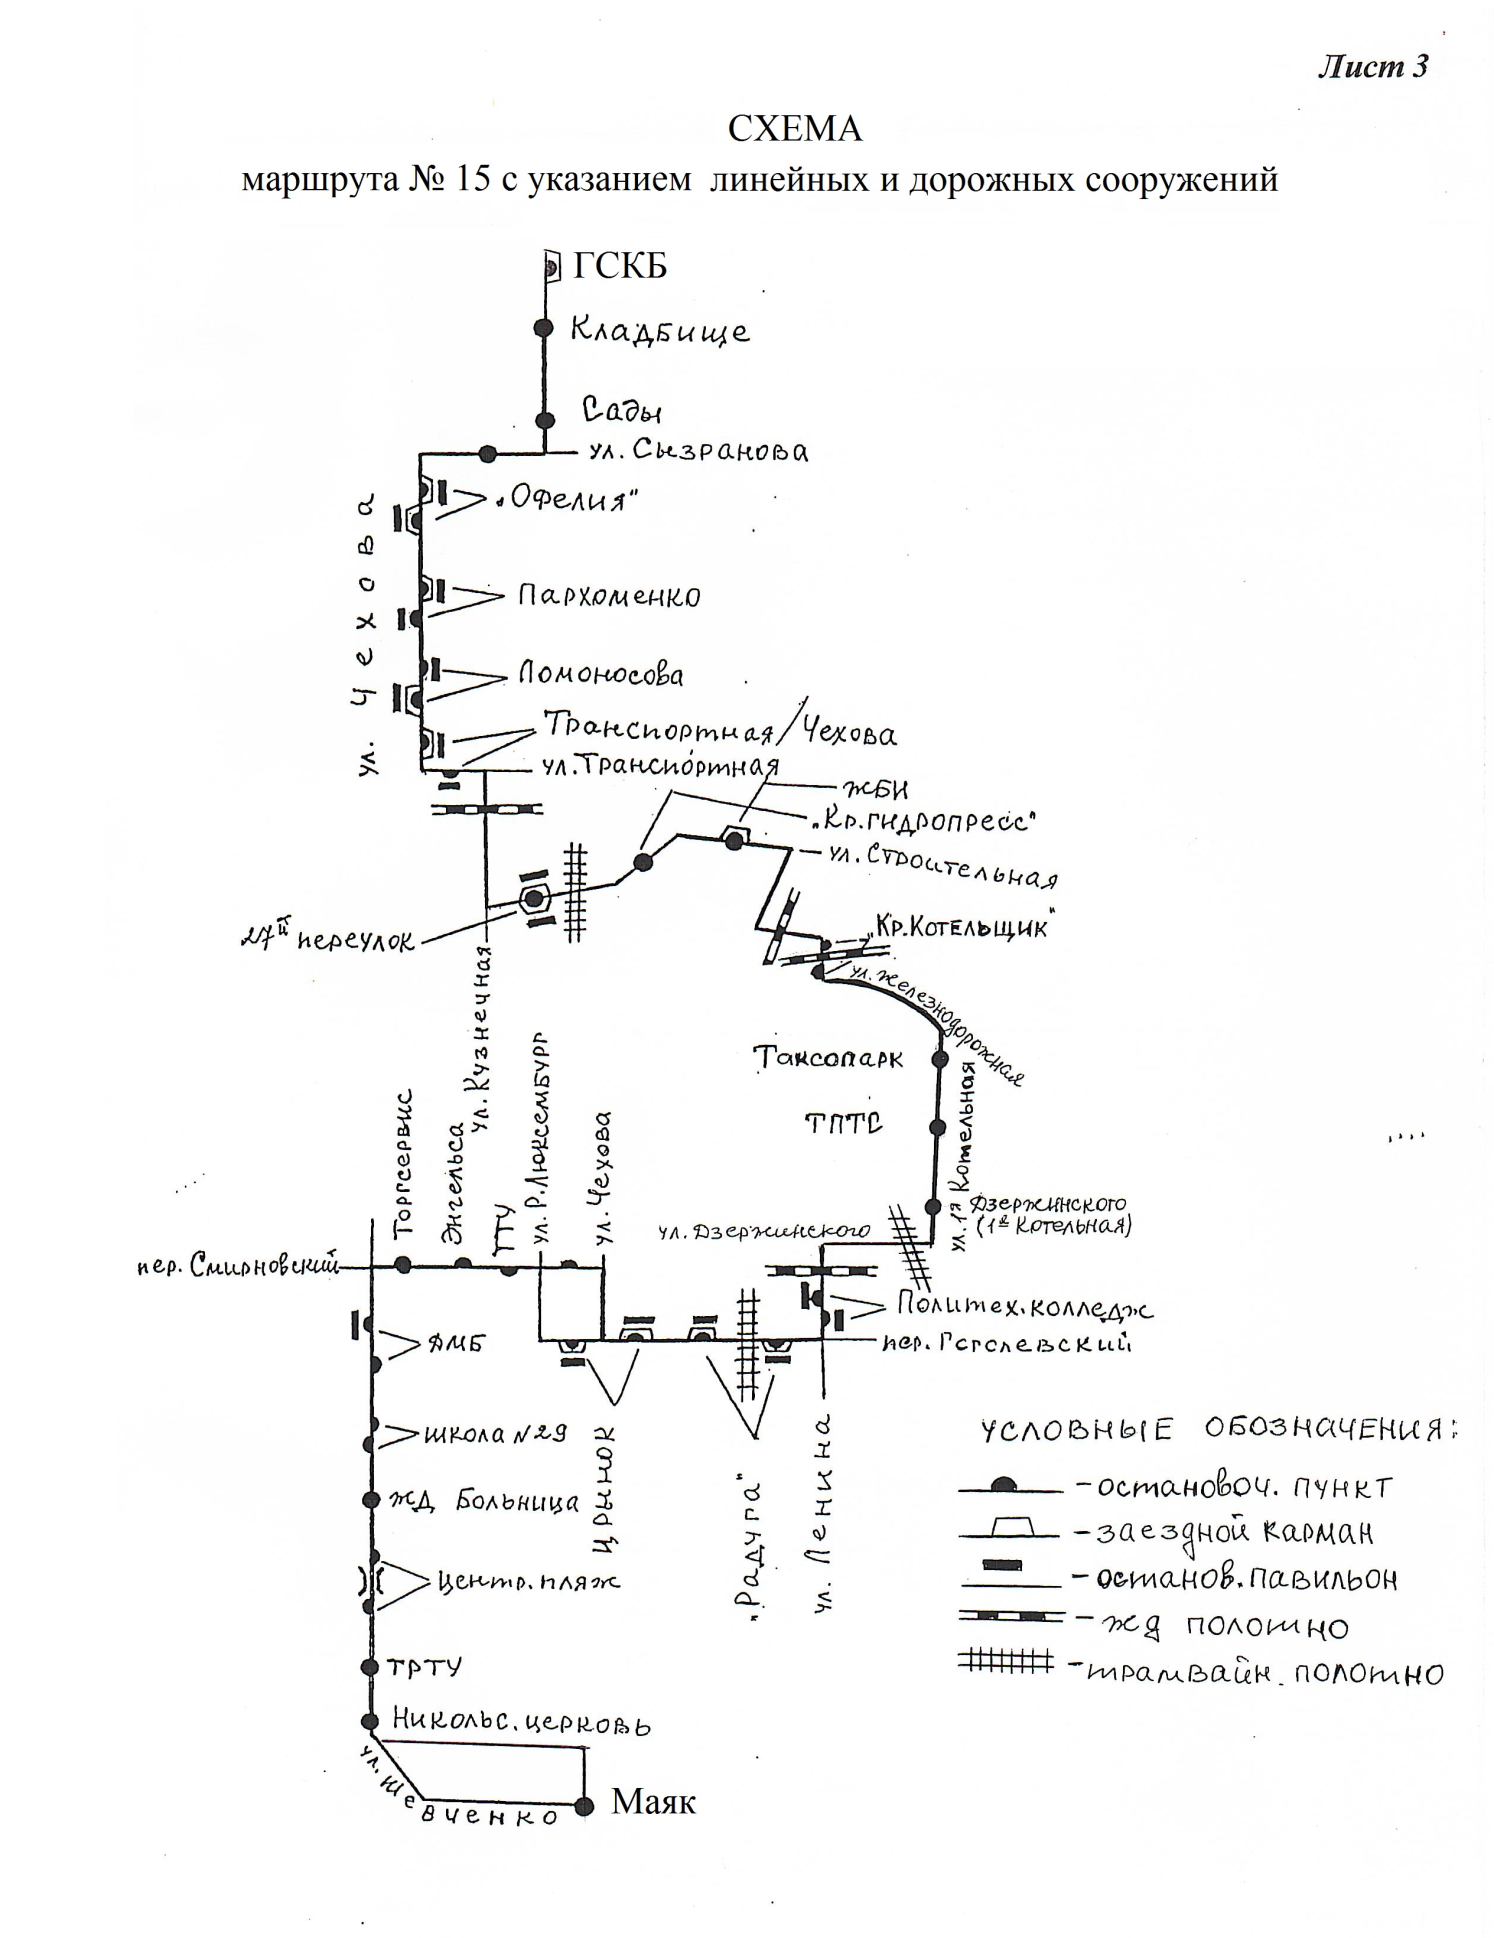 Лист 3
СХЕМА
маршрута № 15 с указанием линейных и дорожных сооружений
ГСКБ
Кладбище
Сады
ул. Сызранова
„Офелия"
ул. Чехова
Пархоменко
Ломоносова
Транспортная/Чехова
ул. Транспортная
ЖБИ
„Кр. гидропресс"
ул. Строительная
27й переулок
„Кр. Котельщик"
ул. Железнодорожная
ул. Кузнечная
Таксопарк
ТПТС
ул. 1я Котельная
Дзержинского
(1я Котельная)
ул. Дзержинского
Торгсервис
Энгельса
ТТУ
ул. Р. Люксембург
ул. Чехова
пер. Смирновский
Политех. колледж
пер. Гоголевский
ДМБ
школа №29
ЖД Больница
Ц рынок
„Радуга"
ул. Ленина
Центр. пляж
ТРТУ
Никольс. церковь
ул. Шевченко
Маяк
УСЛОВНЫЕ ОБОЗНАЧЕНИЯ:
- остановоч. пункт
- заездной карман
- останов. павильон
- жд полотно
- трамвайн. полотно